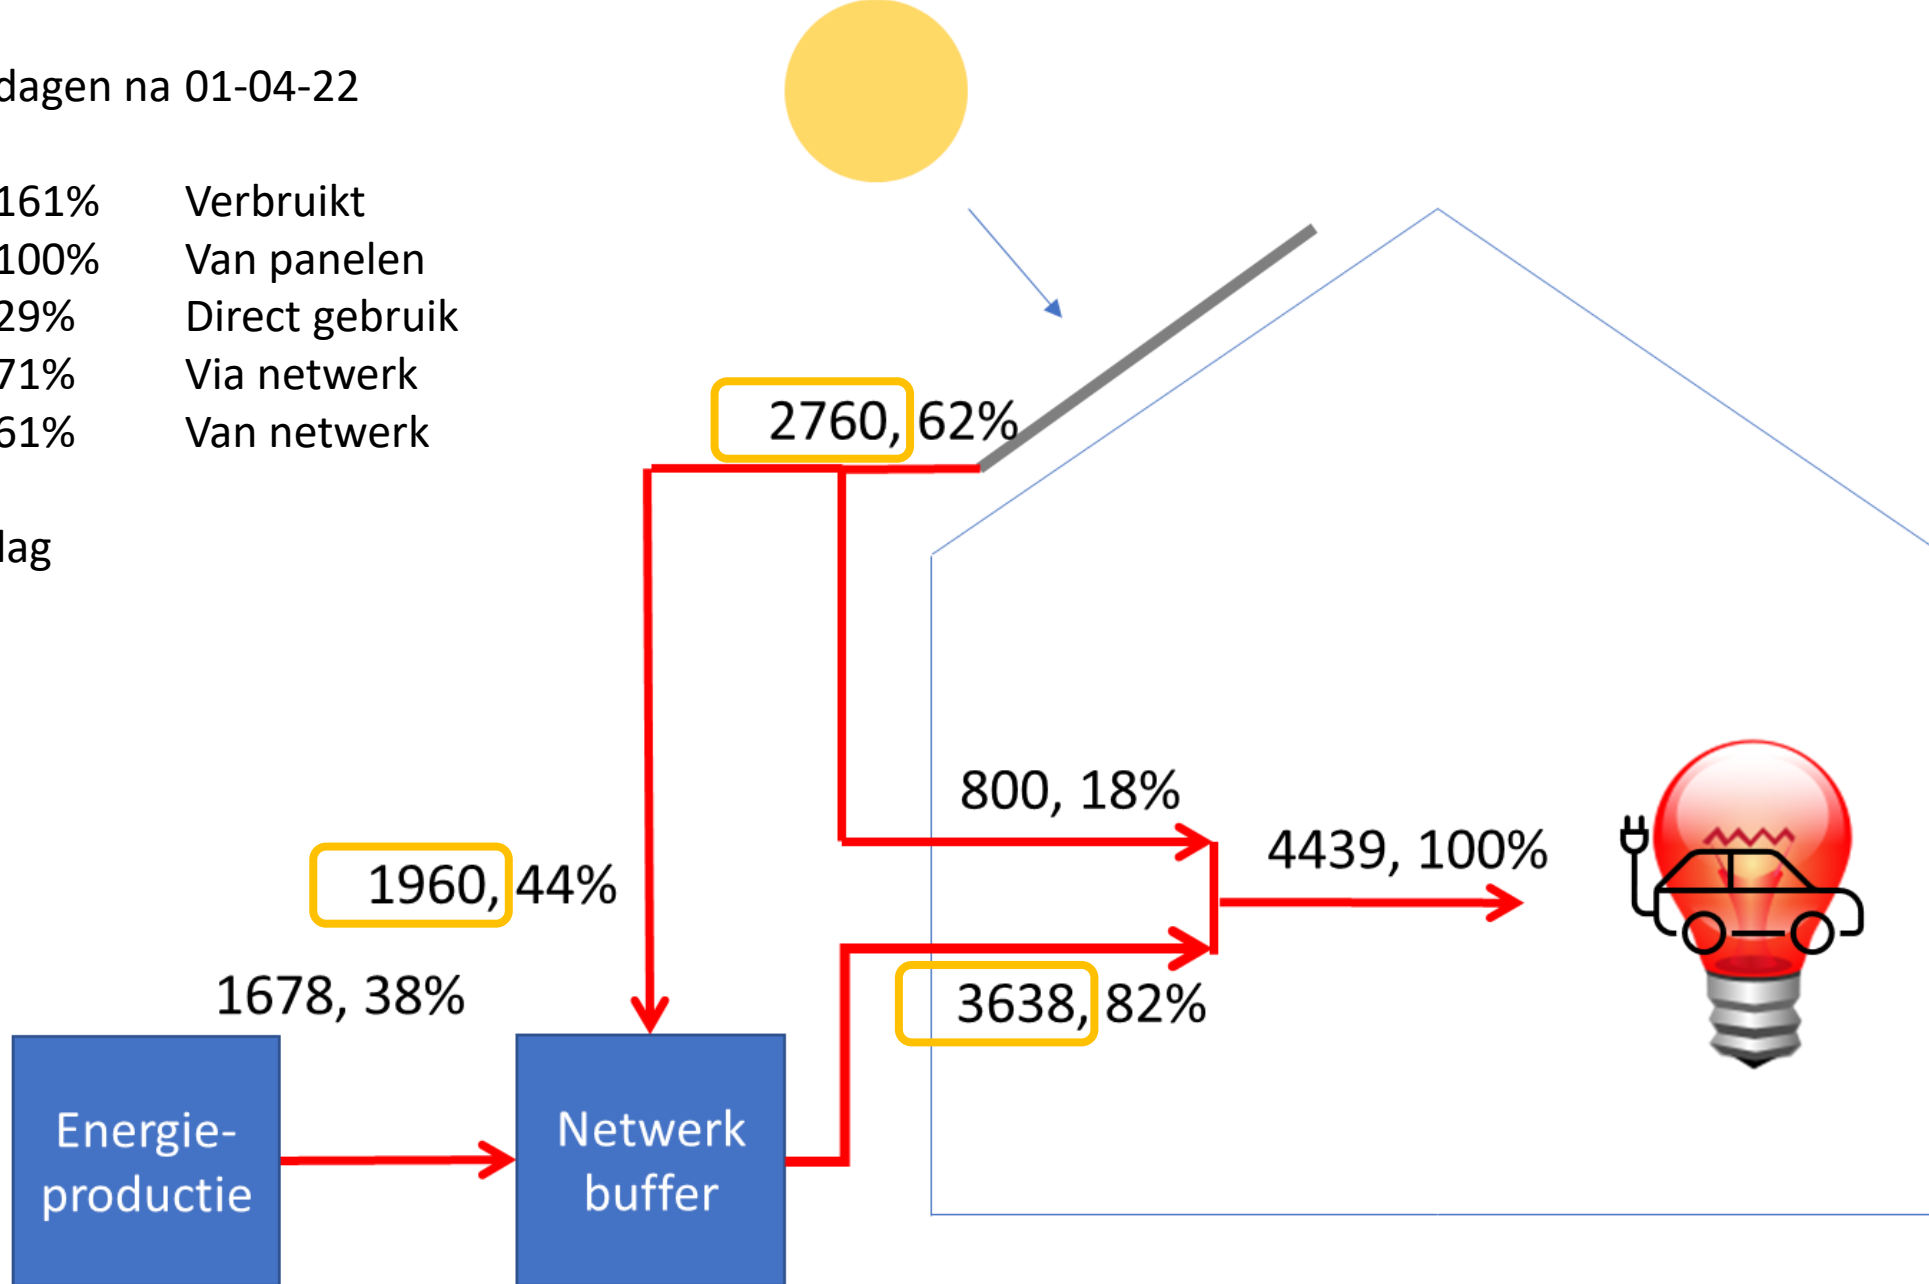 dagen na 01-04-22
161% Verbruikt
100% Van panelen
29% Direct gebruik
71% Via netwerk
61% Van netwerk
2760, 62%
800, 18%
4439, 100%
1960, 44%
1678, 38%
3638, 82%
Energie-
productie
Netwerk
buffer